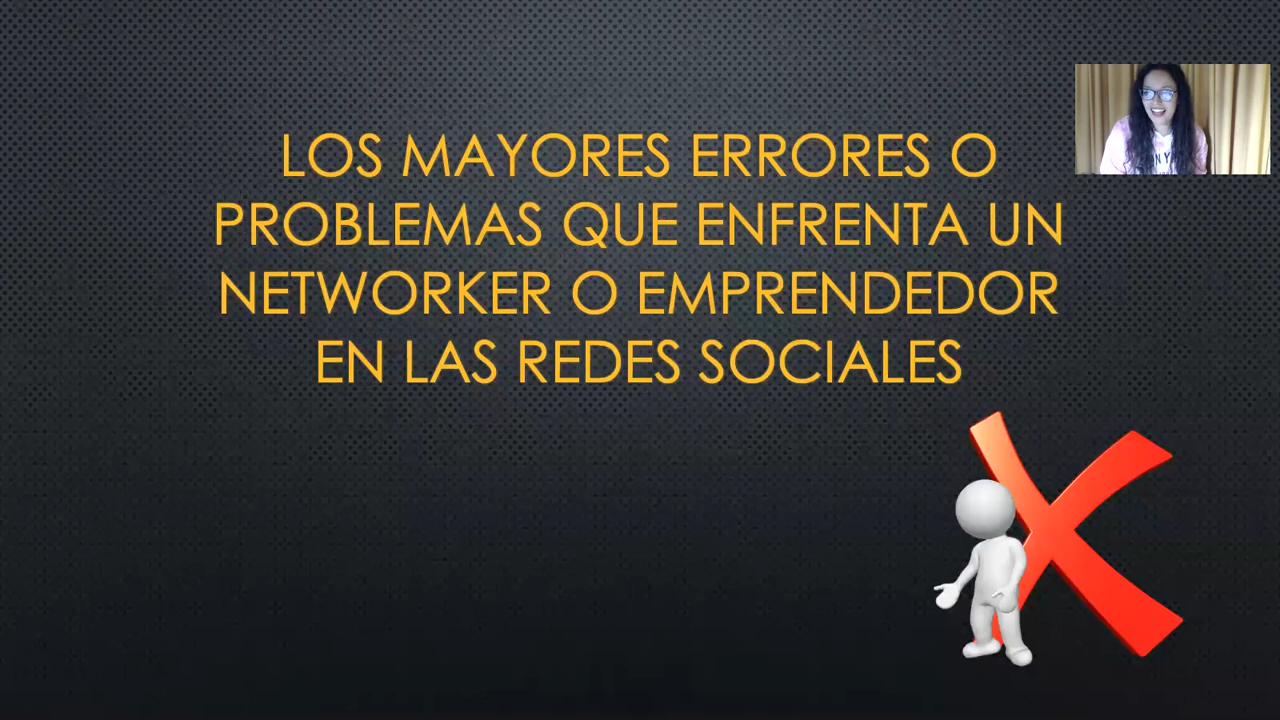 LOS MAYORES ERRORES O
PROBLEMAS QUE ENFRENTA UN
NETWORKER O EMPRENDEDOR
EN LAS REDES SOCIALES